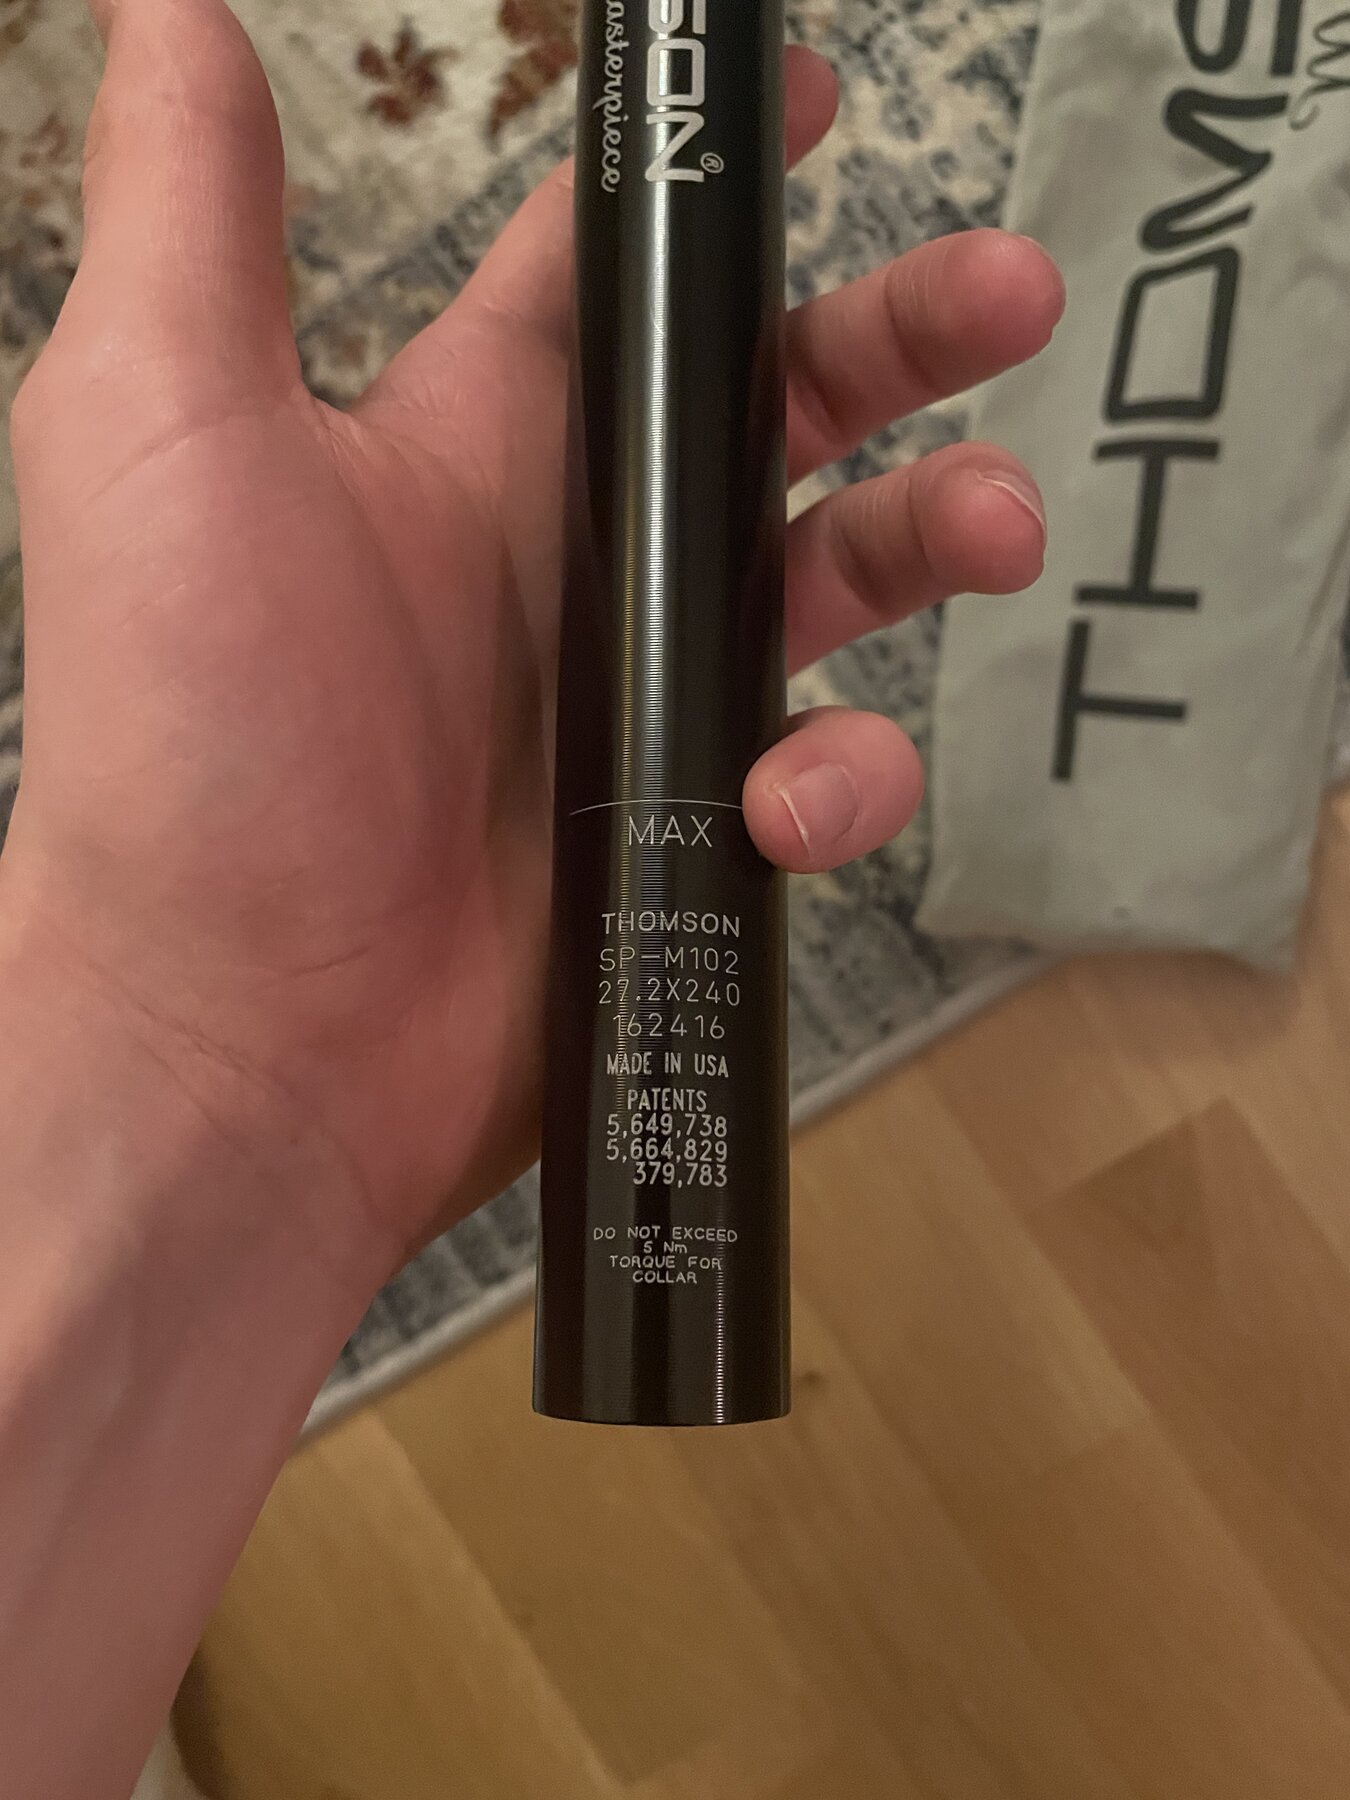 SON®
asterpiece
MAX
THOMSON
SP-M102
27.2X240
162416
MADE IN USA
PATENTS
5,649,738
5,664,829
379,783
DO NOT EXCEED
5 Nm
TORQUE FOR
COLLAR
THOMS